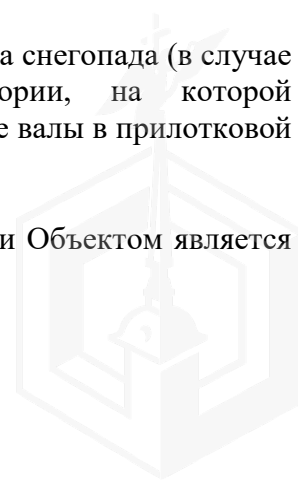 а снегопада (в случае
ории, на которой
е валы в прилотковой
и Объектом является